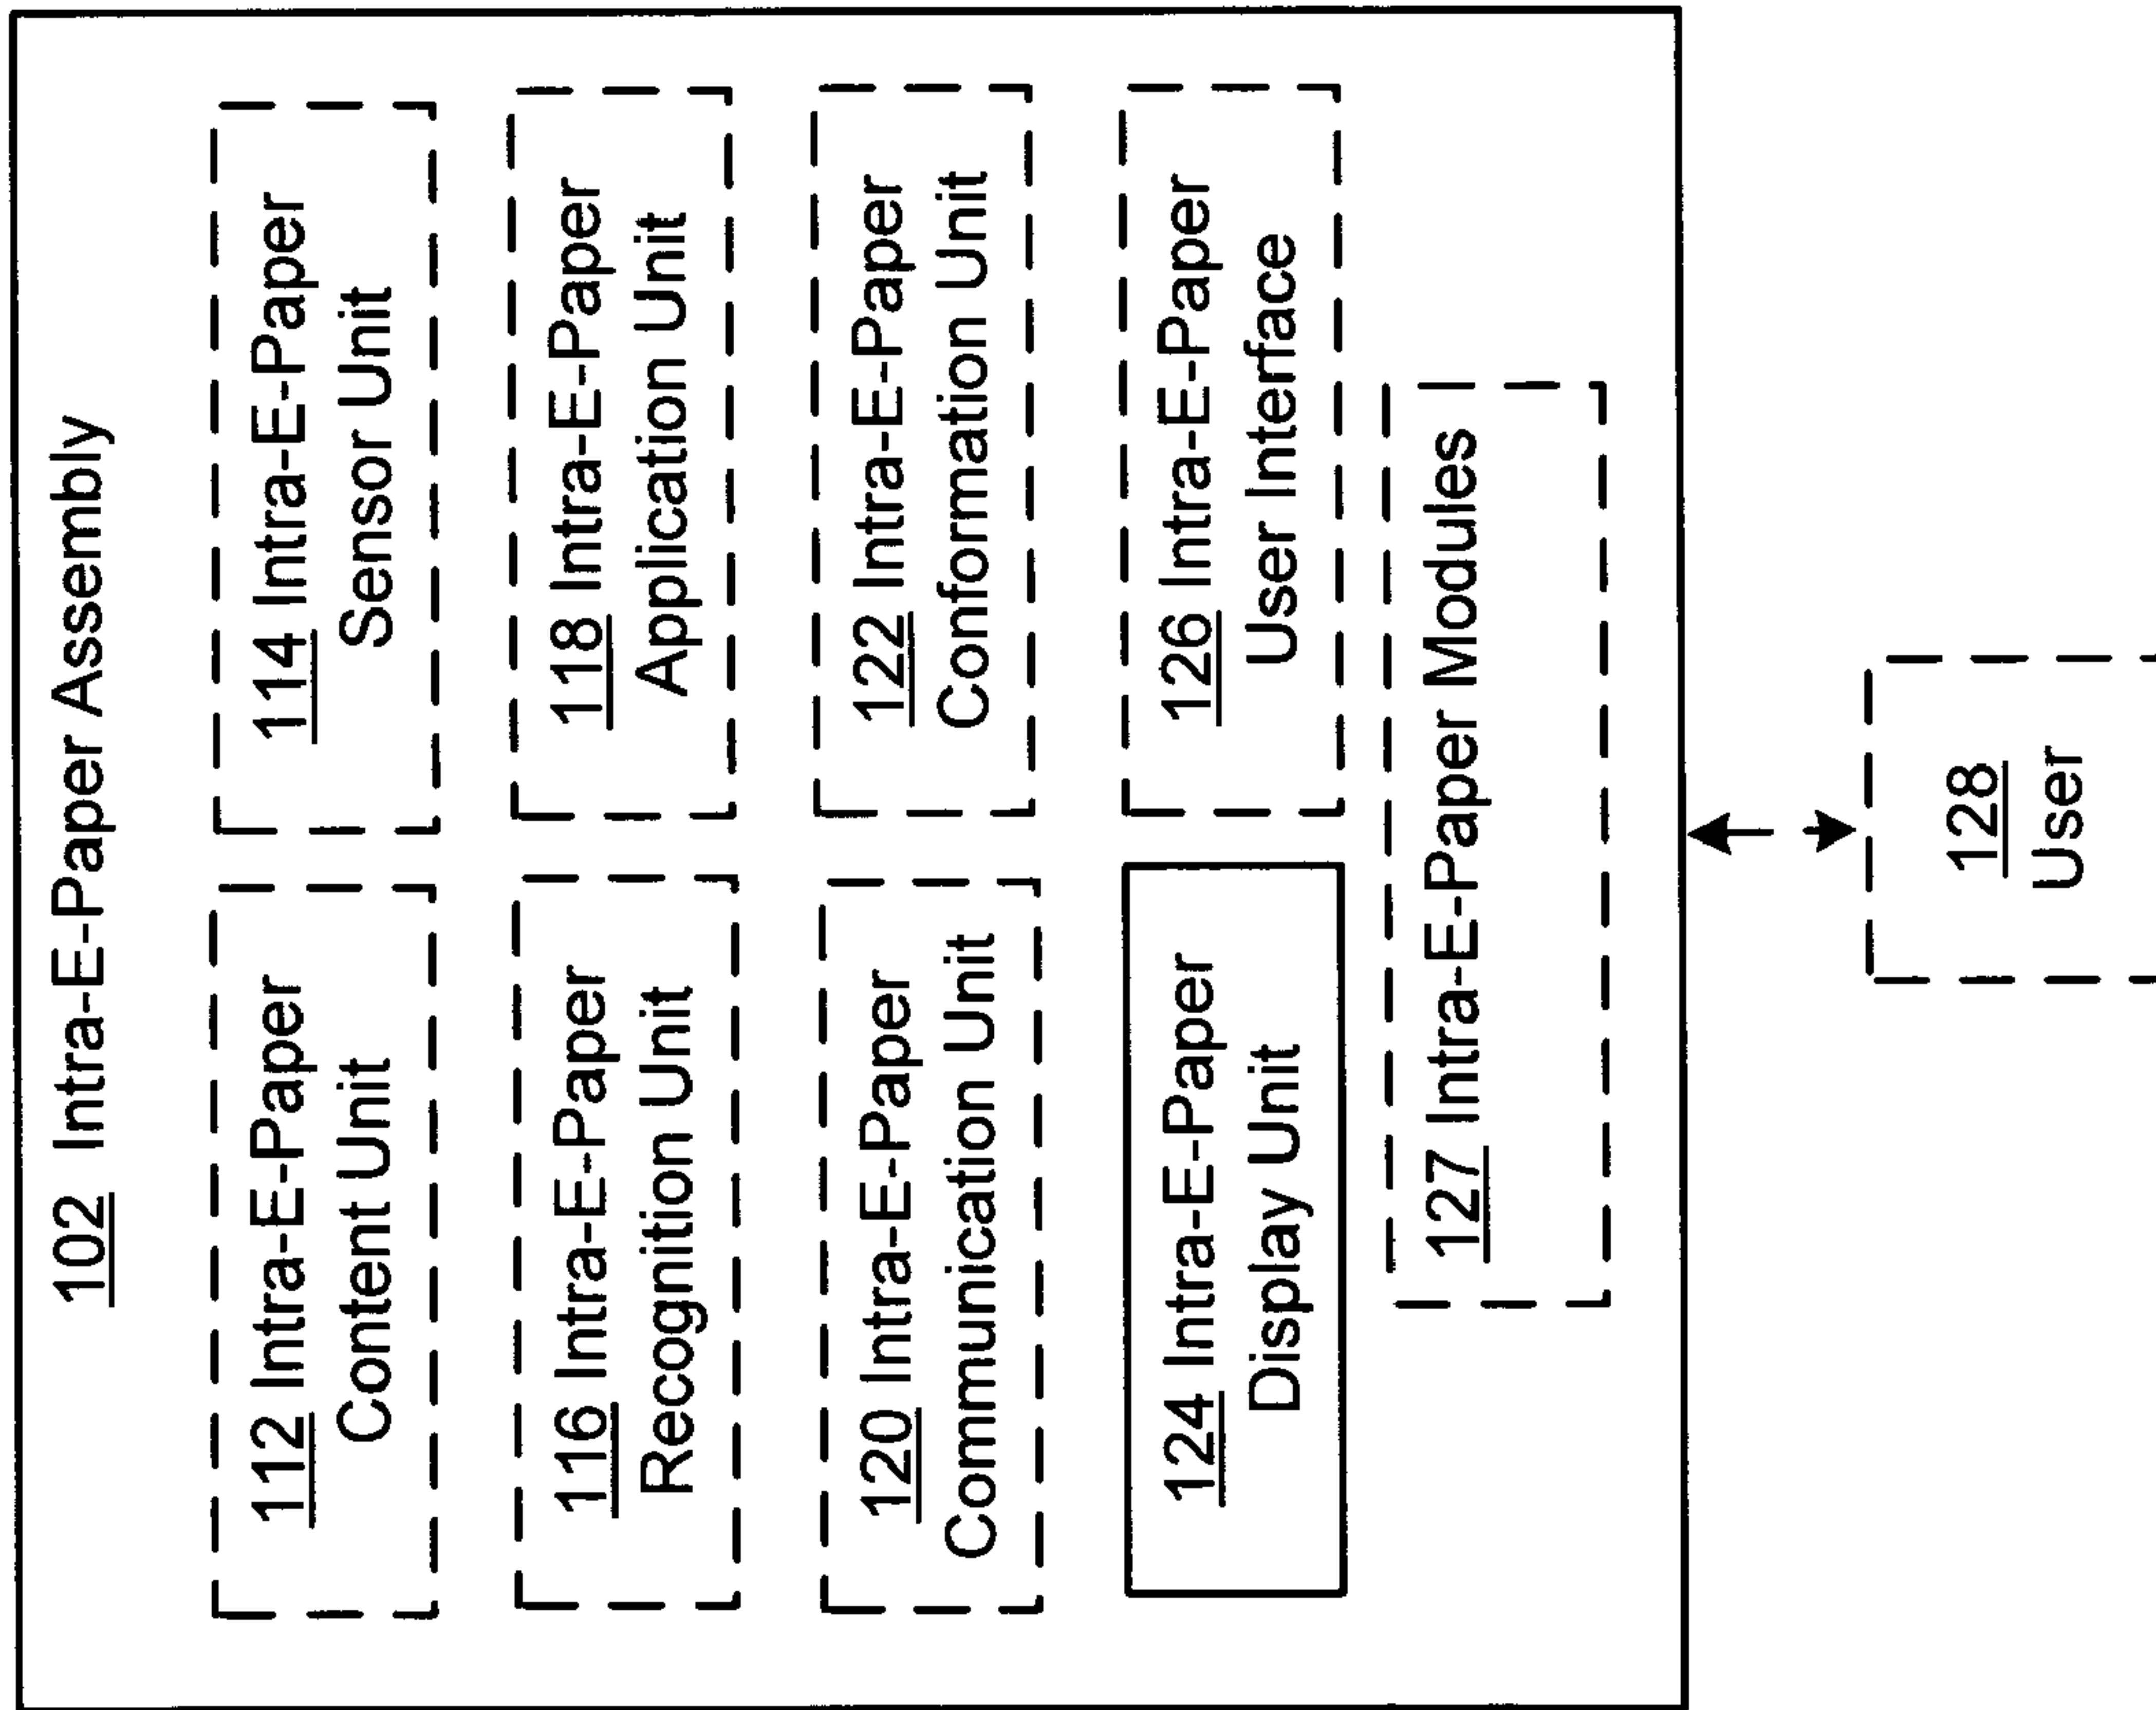 102 Intra-E-Paper Assembly
112 Intra-E-Paper
Content Unit
114 Intra-E-Paper
Sensor Unit
116 Intra-E-Paper
Recognition Unit
118 Intra-E-Paper
Application Unit
120 Intra-E-Paper
Communication Unit
122 Intra-E-Paper
Conformation Unit
124 Intra-E-Paper
Display Unit
126 Intra-E-Paper
User Interface
127 Intra-E-Paper Modules
128
User